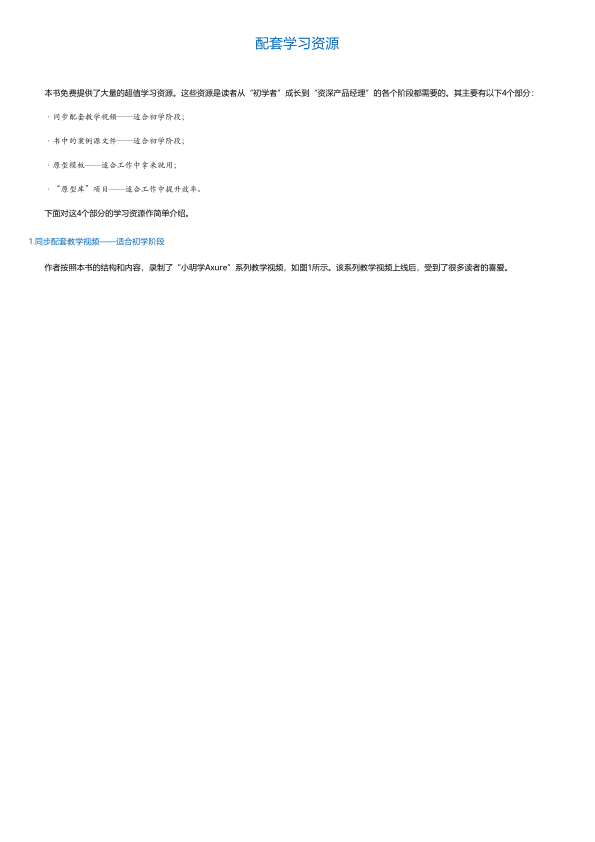 配套学习资源
本书免费提供了大量的超值学习资源。这些资源是读者从“初学者”成长到“资深产品经理”的各个阶段都需要的。其主要有以下4个部分：
· 同步配套教学视频——适合初学阶段；
· 书中的案例源文件——适合初学阶段；
· 原型模板——适合工作中拿来就用；
· “原型库”项目——适合工作中提升效率。
下面对这4个部分的学习资源作简单介绍。
1.同步配套教学视频——适合初学阶段
作者按照本书的结构和内容，录制了“小明学Axure”系列教学视频，如图1所示。该系列教学视频上线后，受到了很多读者的喜爱。